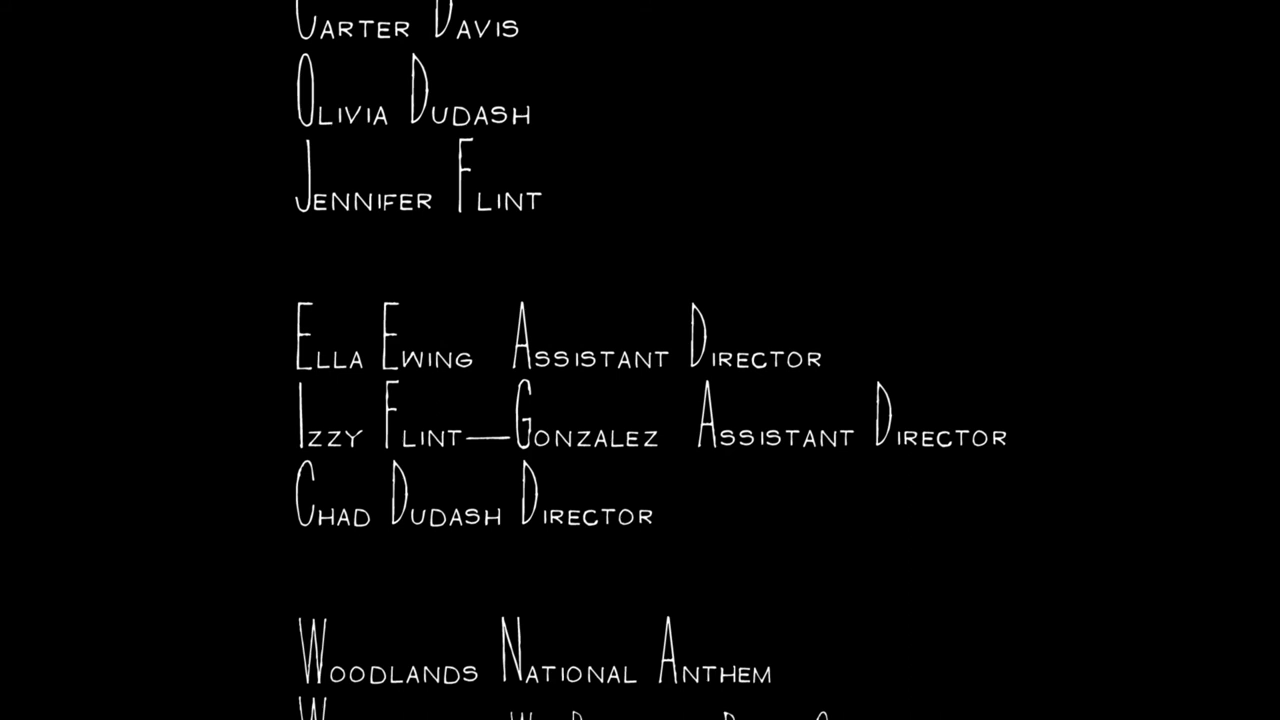 Carter Davis
Olivia Dudash
Jennifer Flint
Ella Ewing Assistant Director
Izzy Flint—Gonzalez Assistant Director
Chad Dudash Director
Woodlands National Anthem